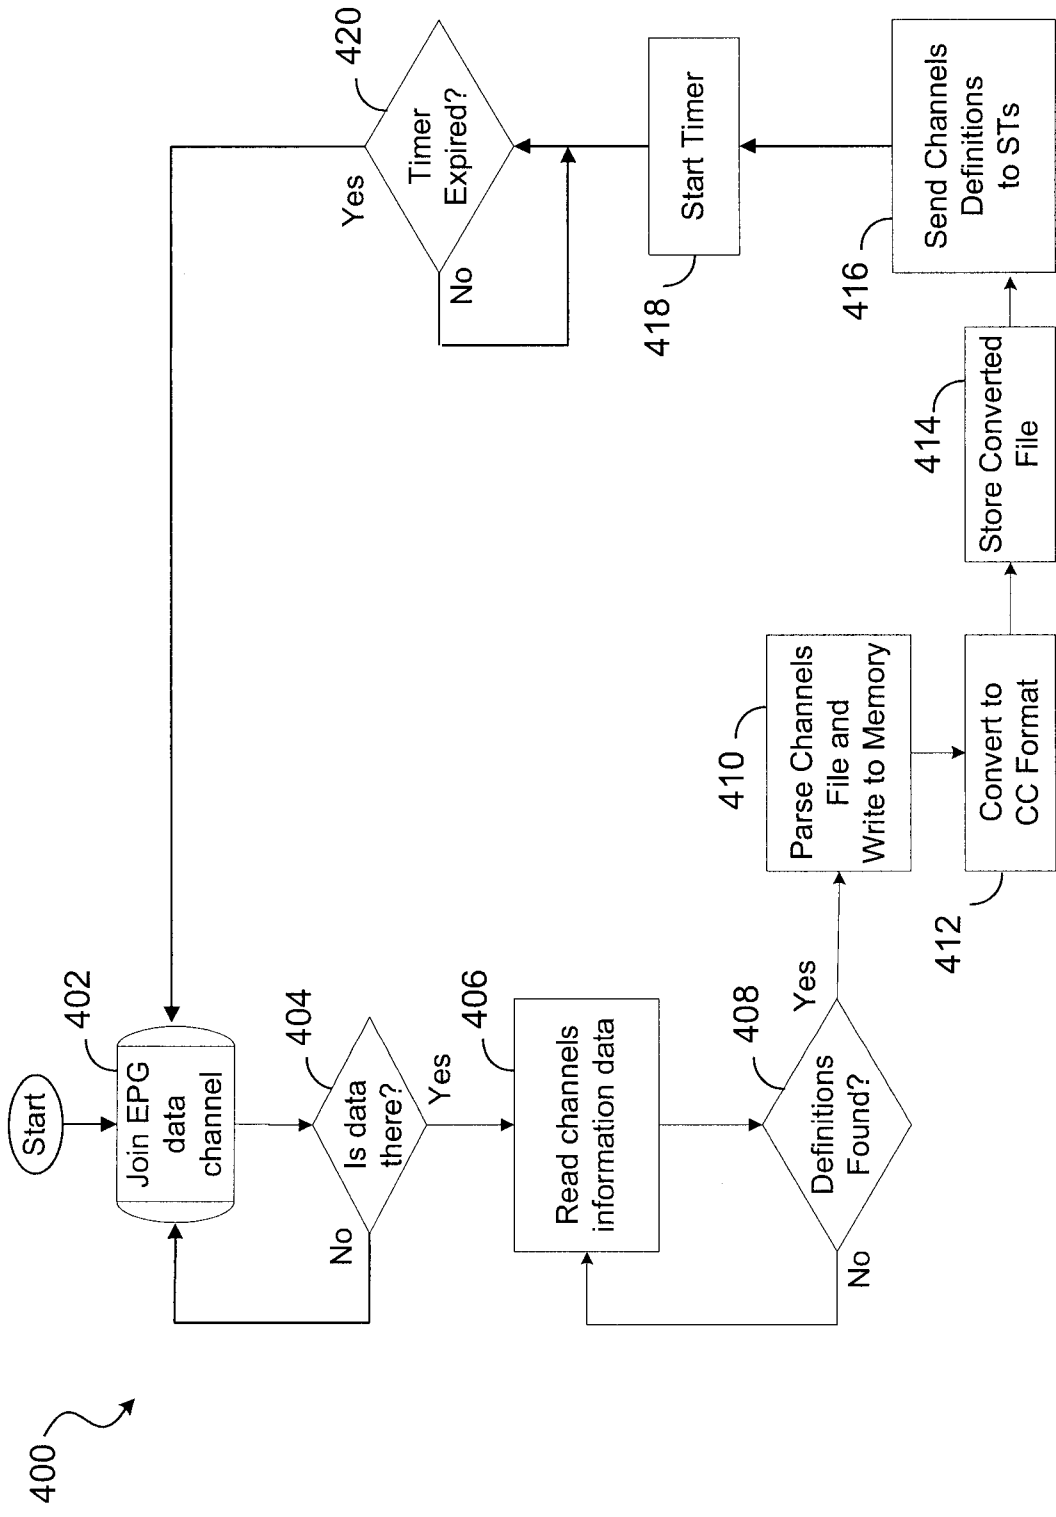 400
Start
402
Join EPG
data
channel
404
Is data
there?
No
Yes
406
Read channels
information data
408
Definitions
Found?
No
Yes
410
Parse Channels
File and
Write to Memory
412
Convert to
CC Format
414
Store Converted
File
416
Send Channels
Definitions
to STs
418
Start Timer
420
Timer
Expired?
No
Yes